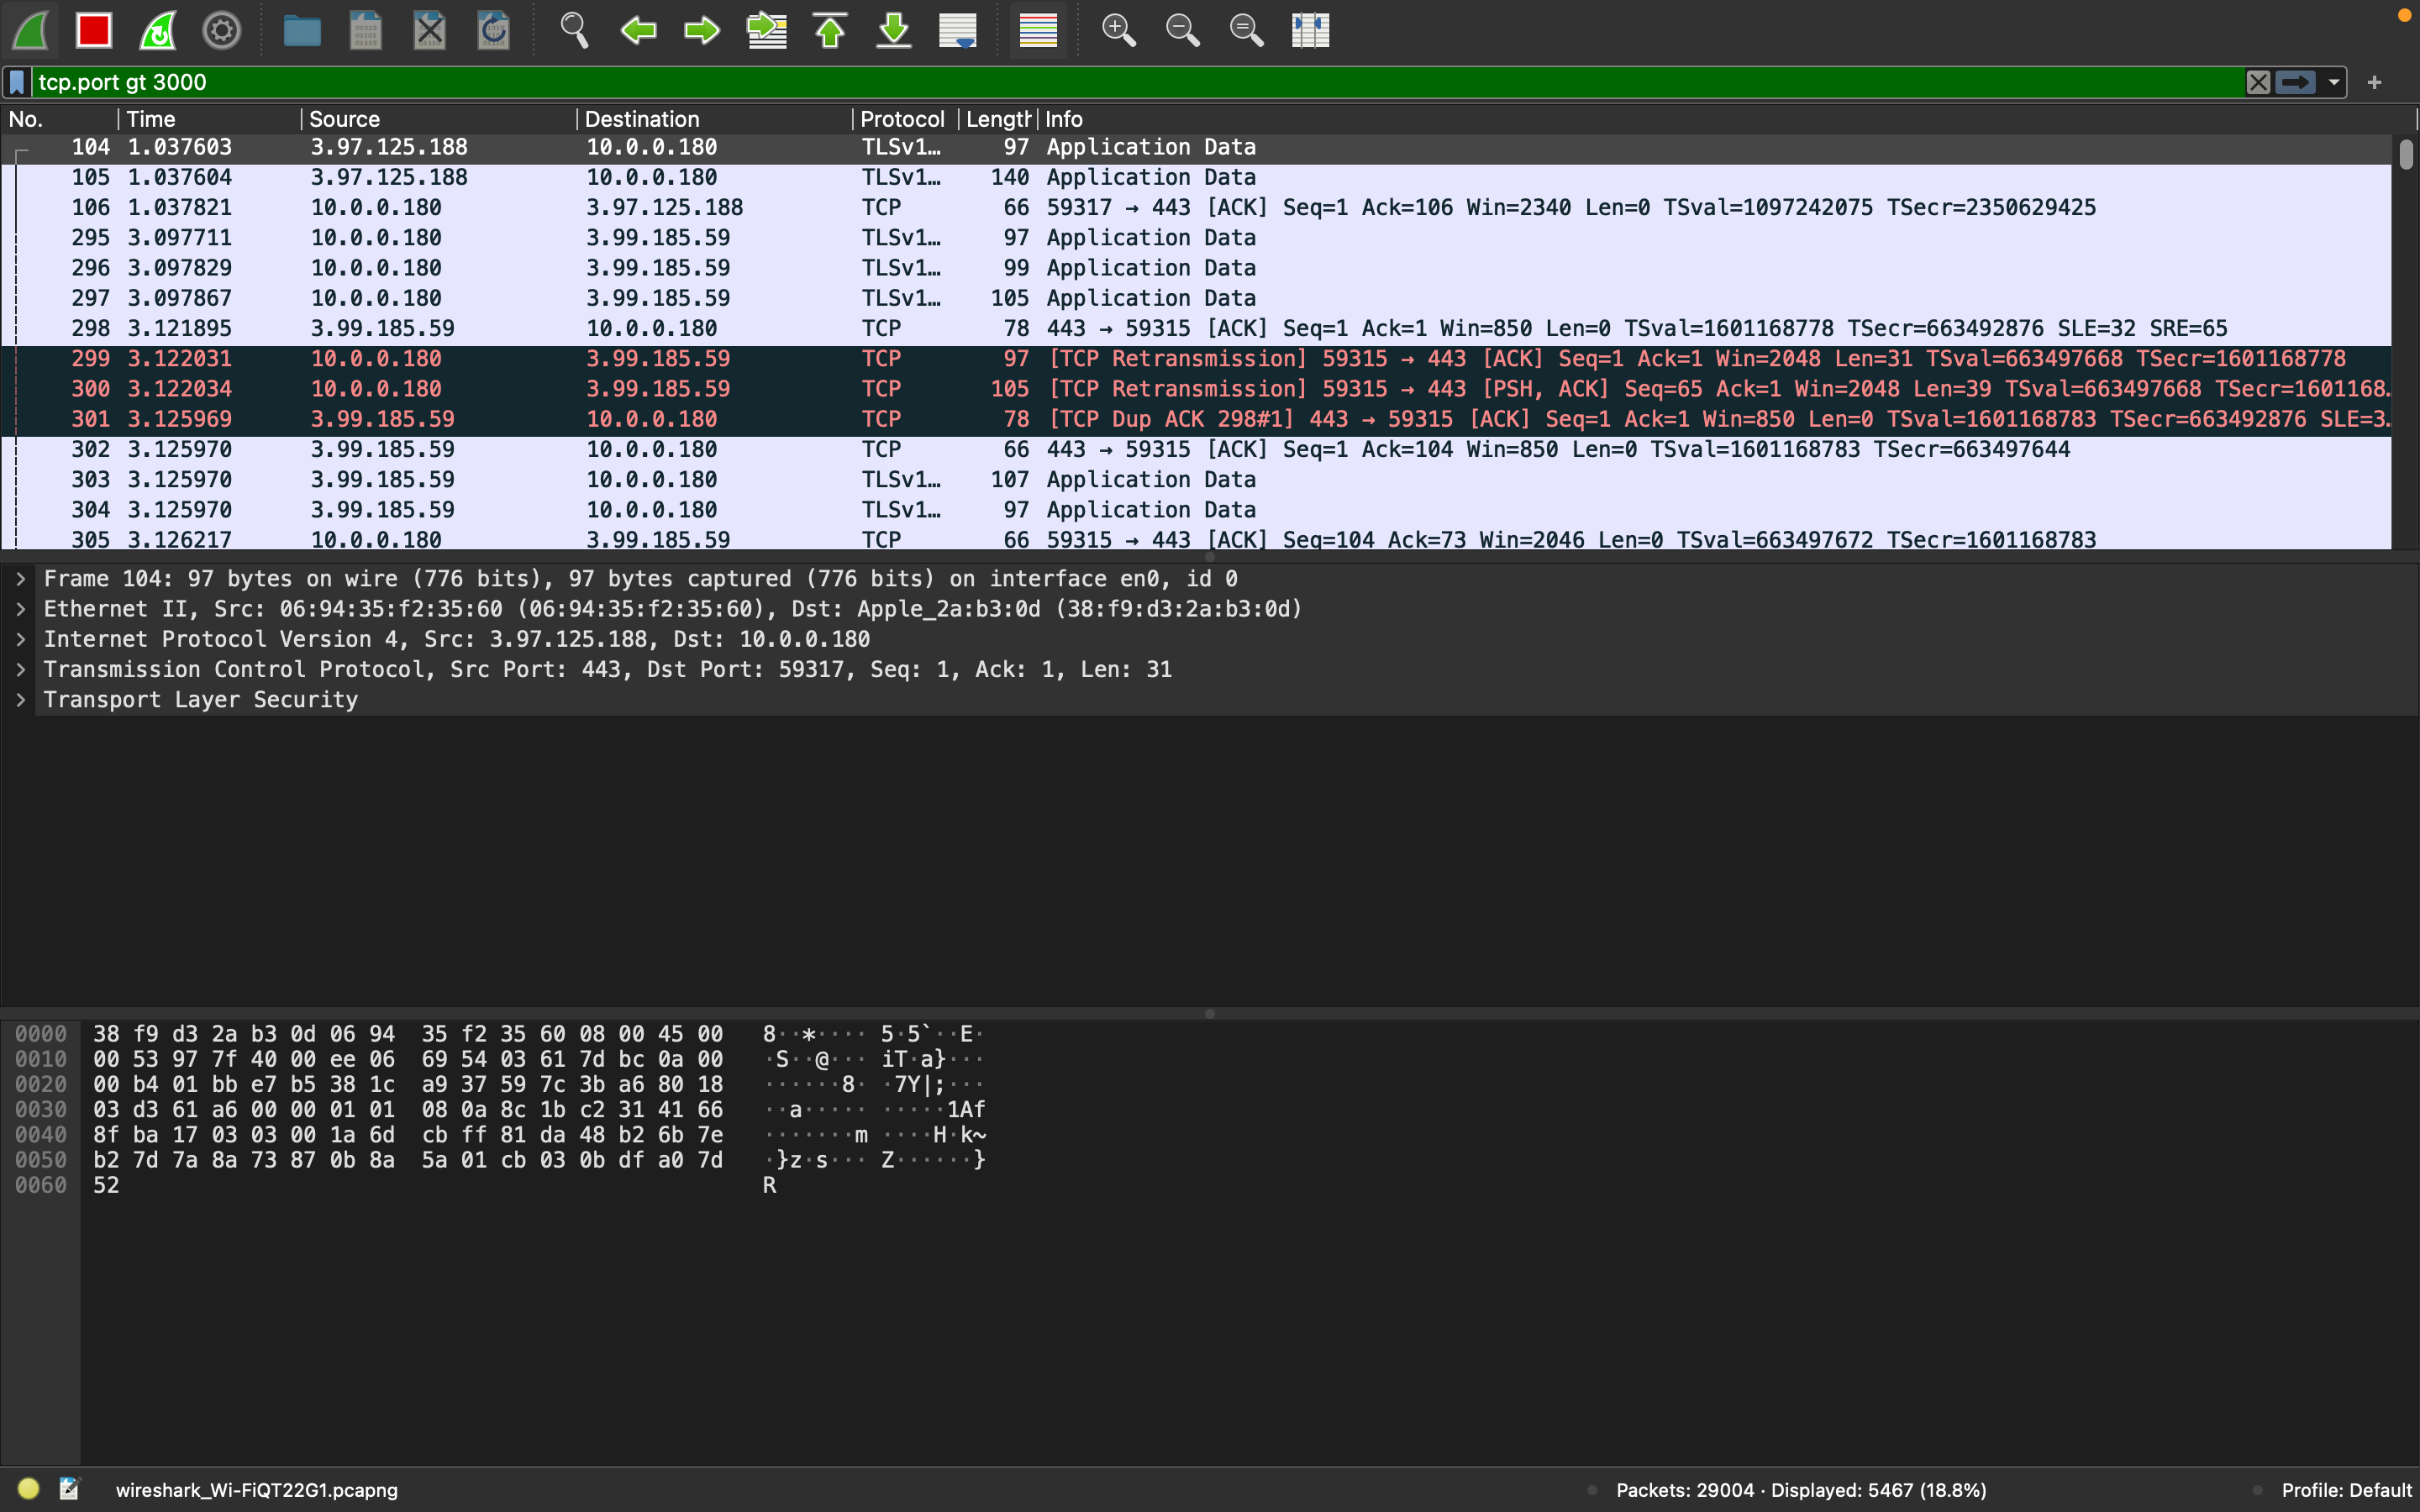 tcp.port gt 3000
No. Time Source Destination Protocol Length Info
104 1.037603 3.97.125.188 10.0.0.180 TLSv1… 97 Application Data
105 1.037604 3.97.125.188 10.0.0.180 TLSv1… 140 Application Data
106 1.037821 10.0.0.180 3.97.125.188 TCP 66 59317 → 443 [ACK] Seq=1 Ack=106 Win=2340 Len=0 TSval=1097242075 TSecr=2350629425
295 3.097711 10.0.0.180 3.99.185.59 TLSv1… 97 Application Data
296 3.097829 10.0.0.180 3.99.185.59 TLSv1… 99 Application Data
297 3.097867 10.0.0.180 3.99.185.59 TLSv1… 105 Application Data
298 3.121895 3.99.185.59 10.0.0.180 TCP 78 443 → 59315 [ACK] Seq=1 Ack=1 Win=850 Len=0 TSval=1601168778 TSecr=663492876 SLE=32 SRE=65
299 3.122031 10.0.0.180 3.99.185.59 TCP 97 [TCP Retransmission] 59315 → 443 [ACK] Seq=1 Ack=1 Win=2048 Len=31 TSval=663497668 TSecr=1601168778
300 3.122034 10.0.0.180 3.99.185.59 TCP 105 [TCP Retransmission] 59315 → 443 [PSH, ACK] Seq=65 Ack=1 Win=2048 Len=39 TSval=663497668 TSecr=1601168…
301 3.125969 3.99.185.59 10.0.0.180 TCP 78 [TCP Dup ACK 298#1] 443 → 59315 [ACK] Seq=1 Ack=1 Win=850 Len=0 TSval=1601168783 TSecr=663492876 SLE=3…
302 3.125970 3.99.185.59 10.0.0.180 TCP 66 443 → 59315 [ACK] Seq=1 Ack=104 Win=850 Len=0 TSval=1601168783 TSecr=663497644
303 3.125970 3.99.185.59 10.0.0.180 TLSv1… 107 Application Data
304 3.125970 3.99.185.59 10.0.0.180 TLSv1… 97 Application Data
305 3.126217 10.0.0.180 3.99.185.59 TCP 66 59315 → 443 [ACK] Seq=104 Ack=73 Win=2046 Len=0 TSval=663497672 TSecr=1601168783
Frame 104: 97 bytes on wire (776 bits), 97 bytes captured (776 bits) on interface en0, id 0
Ethernet II, Src: 06:94:35:f2:35:60 (06:94:35:f2:35:60), Dst: Apple_2a:b3:0d (38:f9:d3:2a:b3:0d)
Internet Protocol Version 4, Src: 3.97.125.188, Dst: 10.0.0.180
Transmission Control Protocol, Src Port: 443, Dst Port: 59317, Seq: 1, Ack: 1, Len: 31
Transport Layer Security
0000 38 f9 d3 2a b3 0d 06 94 35 f2 35 60 08 00 45 00 8··*···· 5·5`··E·
0010 00 53 97 7f 40 00 ee 06 69 54 03 61 7d bc 0a 00 ·S··@··· iT·a}···
0020 00 b4 01 bb e7 b5 38 1c a9 37 59 7c 3b a6 80 18 ······8· ·7Y|;···
0030 03 d3 61 a6 00 00 01 01 08 0a 8c 1b c2 31 41 66 ··a····· ·····1Af
0040 8f ba 17 03 03 00 1a 6d cb ff 81 da 48 b2 6b 7e ·······m ····H·k~
0050 b2 7d 7a 8a 73 87 0b 8a 5a 01 cb 03 0b df a0 7d ·}z·s··· Z······}
0060 52 R
wireshark_Wi-FiQT22G1.pcapng Packets: 29004 · Displayed: 5467 (18.8%) Profile: Default